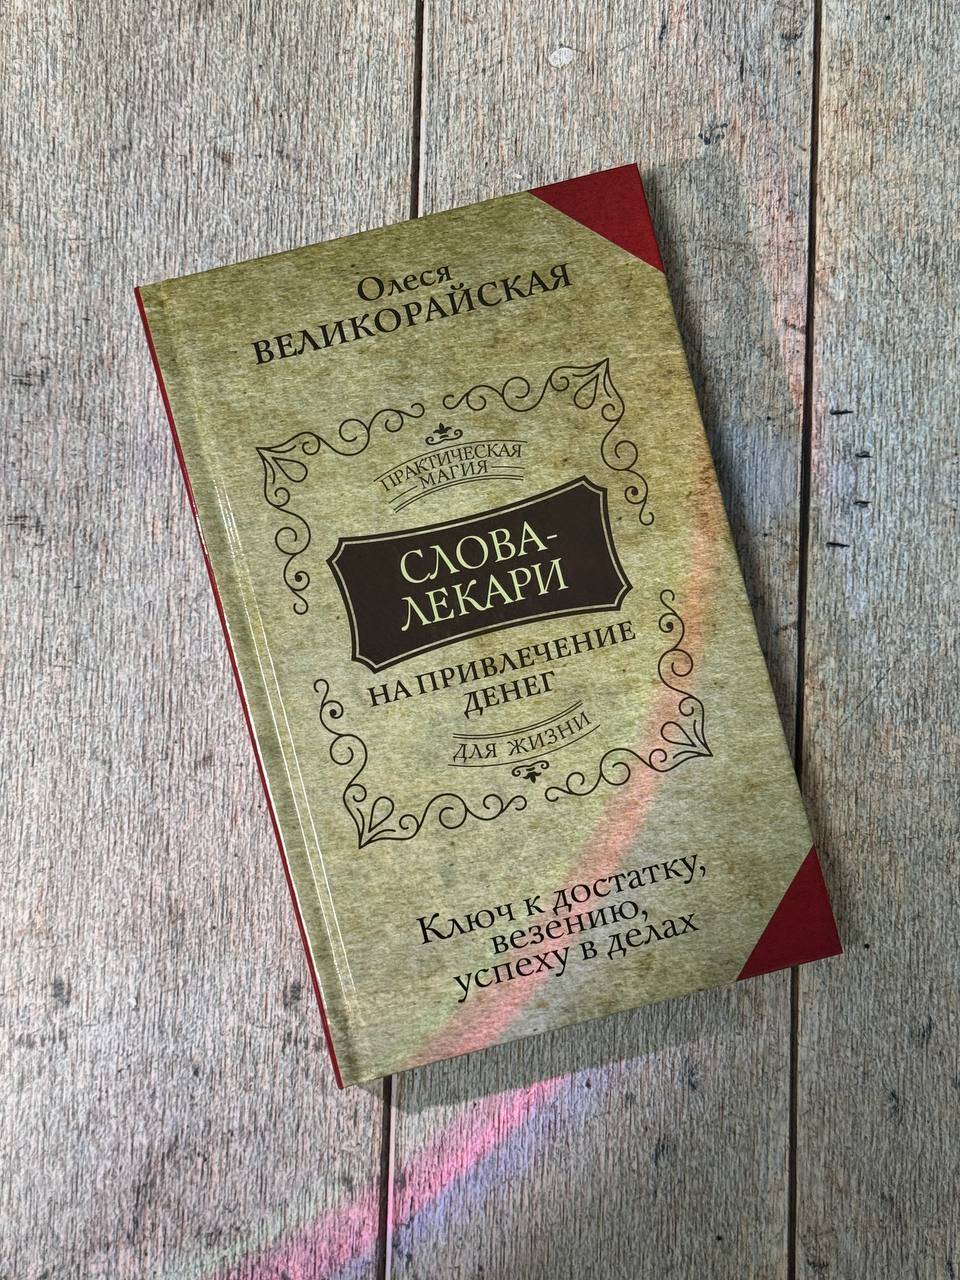 Олеся
ВЕЛИКОРАЙСКАЯ
ПРАКТИЧЕСКАЯ
МАГИЯ
СЛОВА-
ЛЕКАРИ
НА ПРИВЛЕЧЕНИЕ
ДЕНЕГ
ДЛЯ ЖИЗНИ
Ключ к достатку,
везению,
успеху в делах